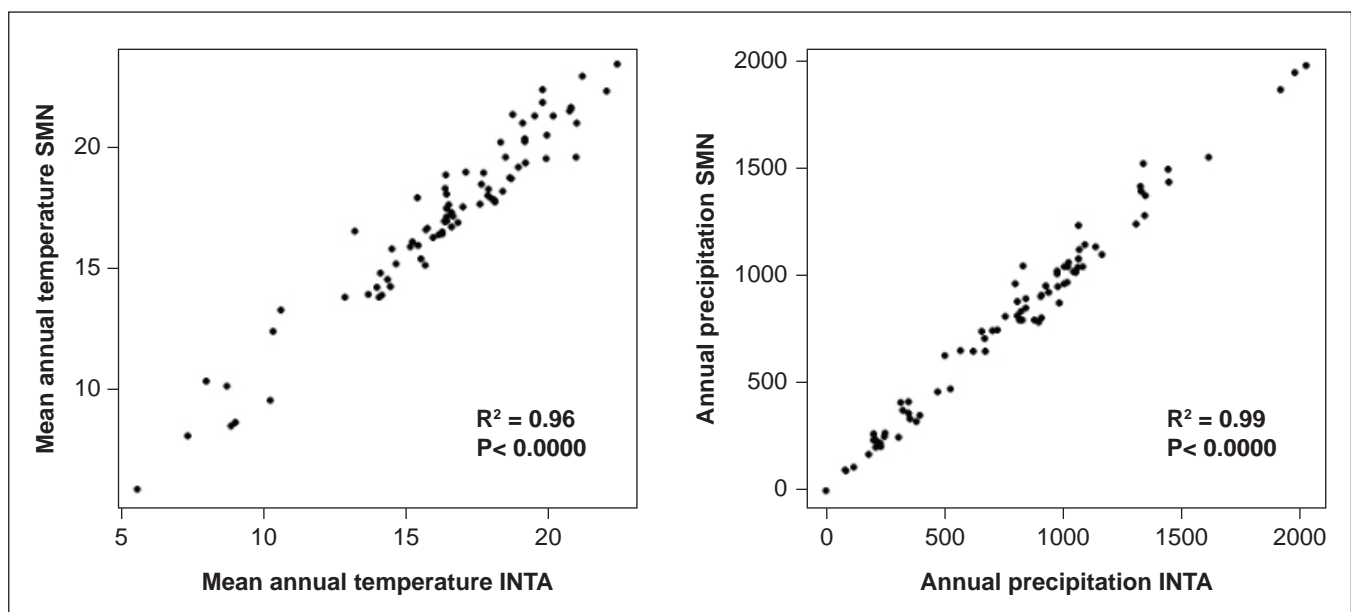 Mean annual temperature SMN
20
15
10
R² = 0.96
P< 0.0000
5
10
15
20
Mean annual temperature INTA
Annual precipitation SMN
2000
1500
1000
500
0
R² = 0.99
P< 0.0000
0
500
1000
1500
2000
Annual precipitation INTA